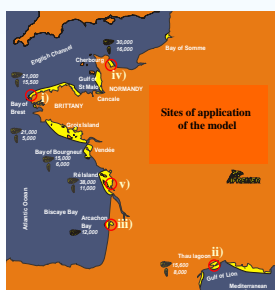 30,000
16,000
Bay of Somme
English Channel
Cherbourg
iv)
21,000
15,500
Gulf of
St Malo
NORMANDY
Cancale
i)
Bay of
Brest
BRITTANY
Groix Island
21,000
5,000
Vendée
Bay of Bourgneuf
15,000
6,000
Sites of application
of the model
Ré Island
38,000
11,000
v)
Atlantic Ocean
Biscaye Bay
Arcachon
Bay
iii)
12,000
ii)
Thau lagoon
15,600
8,000
Gulf of Lion
Mediterranean